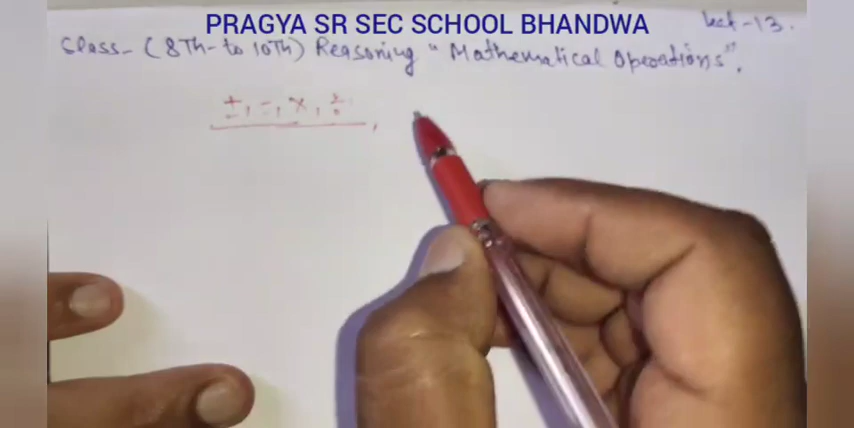 PRAGYA SR SEC SCHOOL BHANDWA
Lect-13.
Class- (8Th- to 10Th) Reasoning "Mathematical Operations".
±, =, ×, ÷,